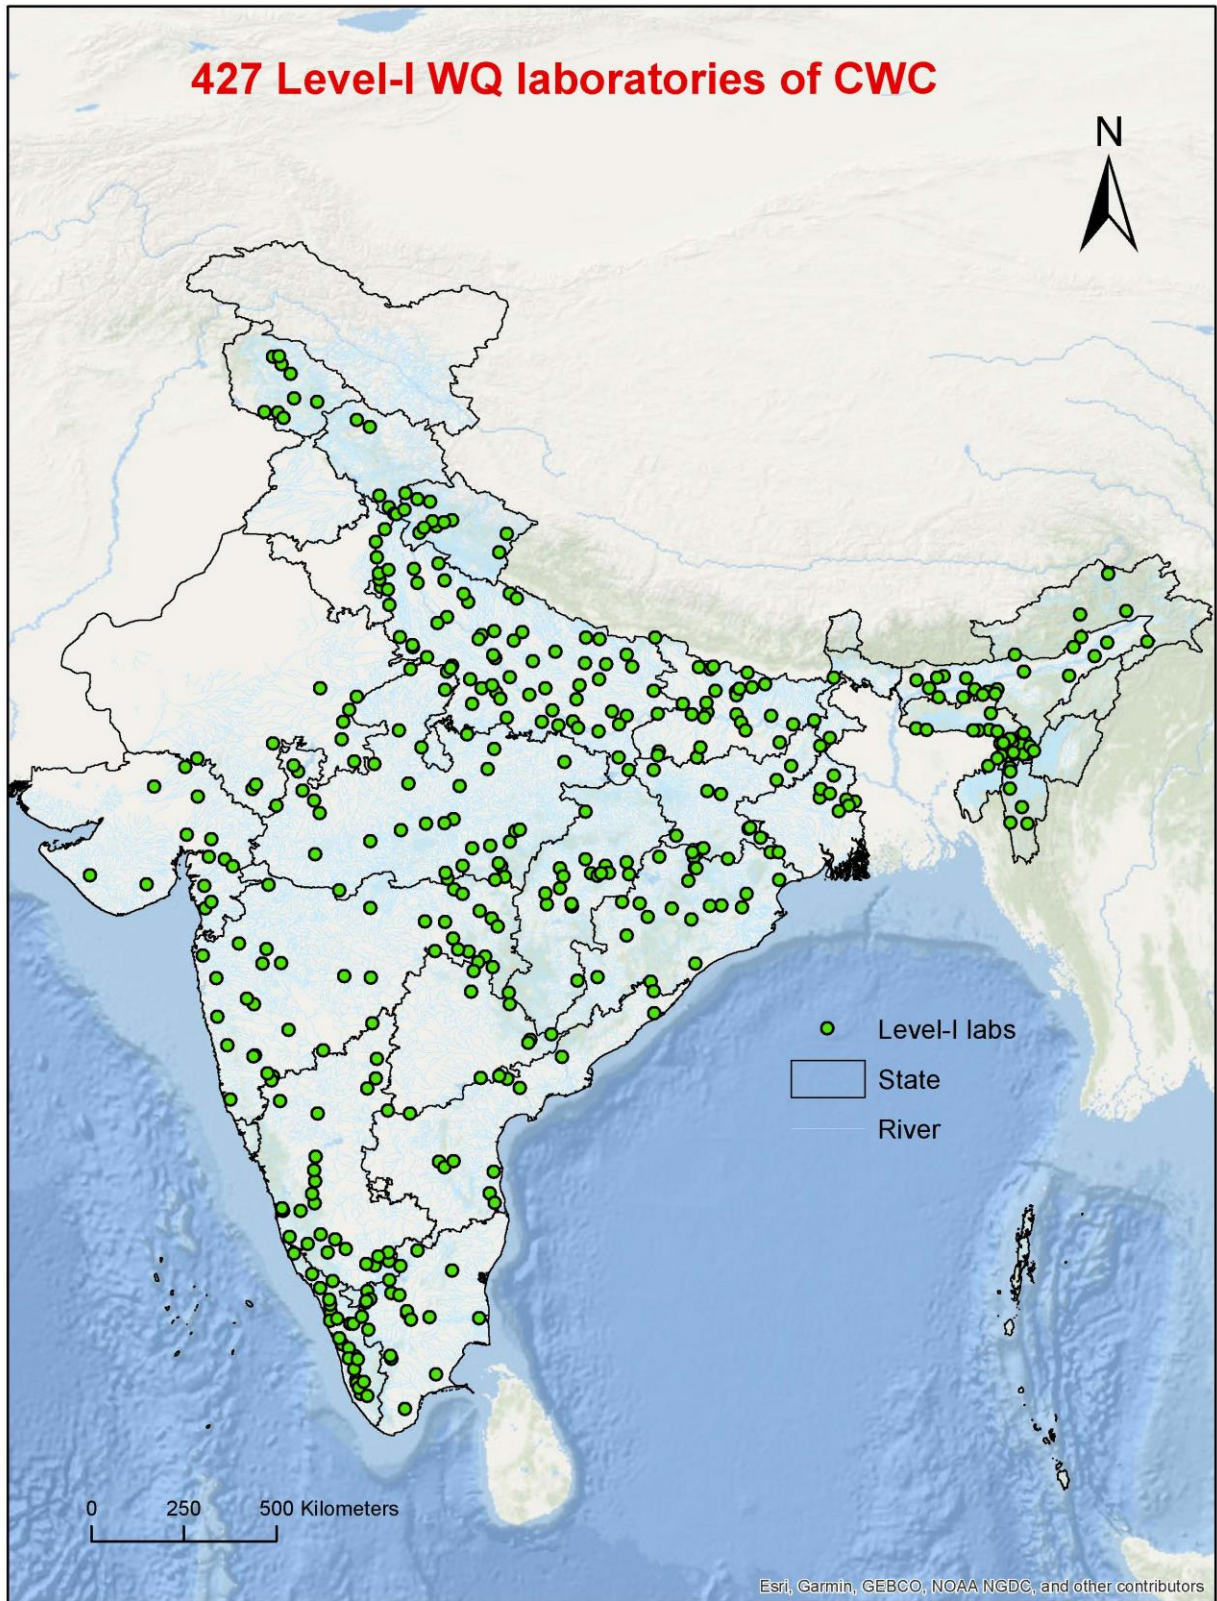 427 Level-I WQ laboratories of CWC
N
Level-I labs
State
River
0 250 500 Kilometers
Esri, Garmin, GEBCO, NOAA NGDC, and other contributors